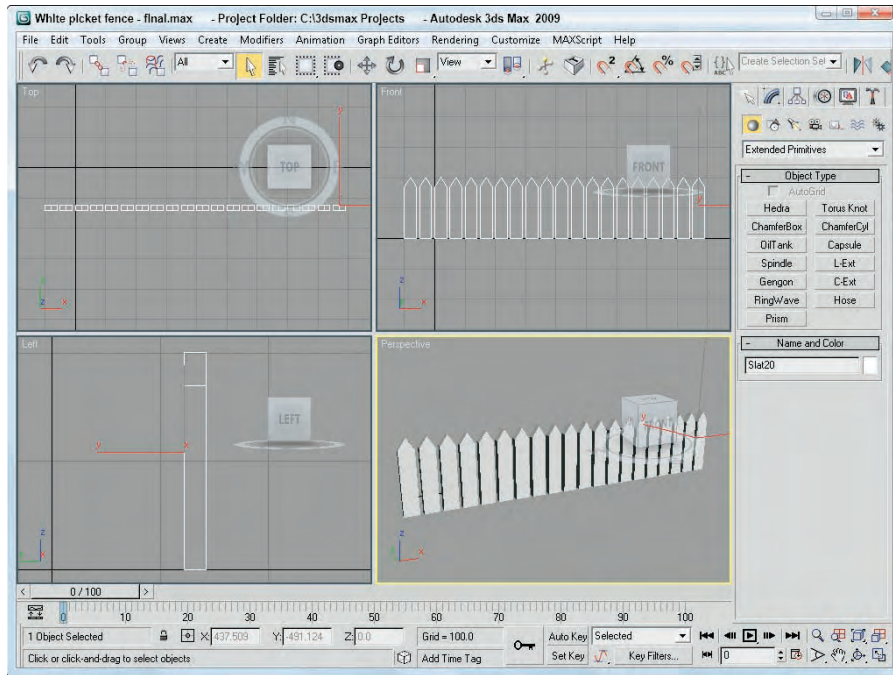 White picket fence - final.max - Project Folder: C:\3dsmax Projects - Autodesk 3ds Max 2009
File Edit Tools Group Views Create Modifiers Animation Graph Editors Rendering Customize MAXScript Help
All View Create Selection Set
Top
TOP
Front
FRONT
y
x
z
Left
LEFT
Perspective
FRONT
Extended Primitives
- Object Type
AutoGrid
Hedra Torus Knot
ChamferBox ChamferCyl
OilTank Capsule
Spindle L-Ext
Gengon C-Ext
RingWave Hose
Prism
- Name and Color
Slat20
< 0 / 100 >
0 10 20 30 40 50 60 70 80 90 100
1 Object Selected X: 437.509 Y: -491.124 Z: 0.0 Grid = 100.0 Auto Key Selected
Click or click-and-drag to select objects Add Time Tag Set Key Key Filters... 0